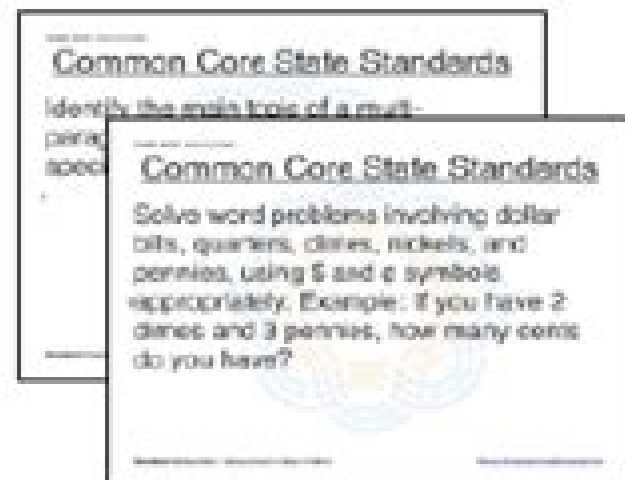 Common Core State Standards
Identify the main topic of a multi-
parag
speci
Common Core State Standards
Solve word problems involving dollar
bills, quarters, dimes, nickels, and
pennies, using $ and ¢ symbols
appropriately. Example: If you have 2
dimes and 3 pennies, how many cents
do you have?